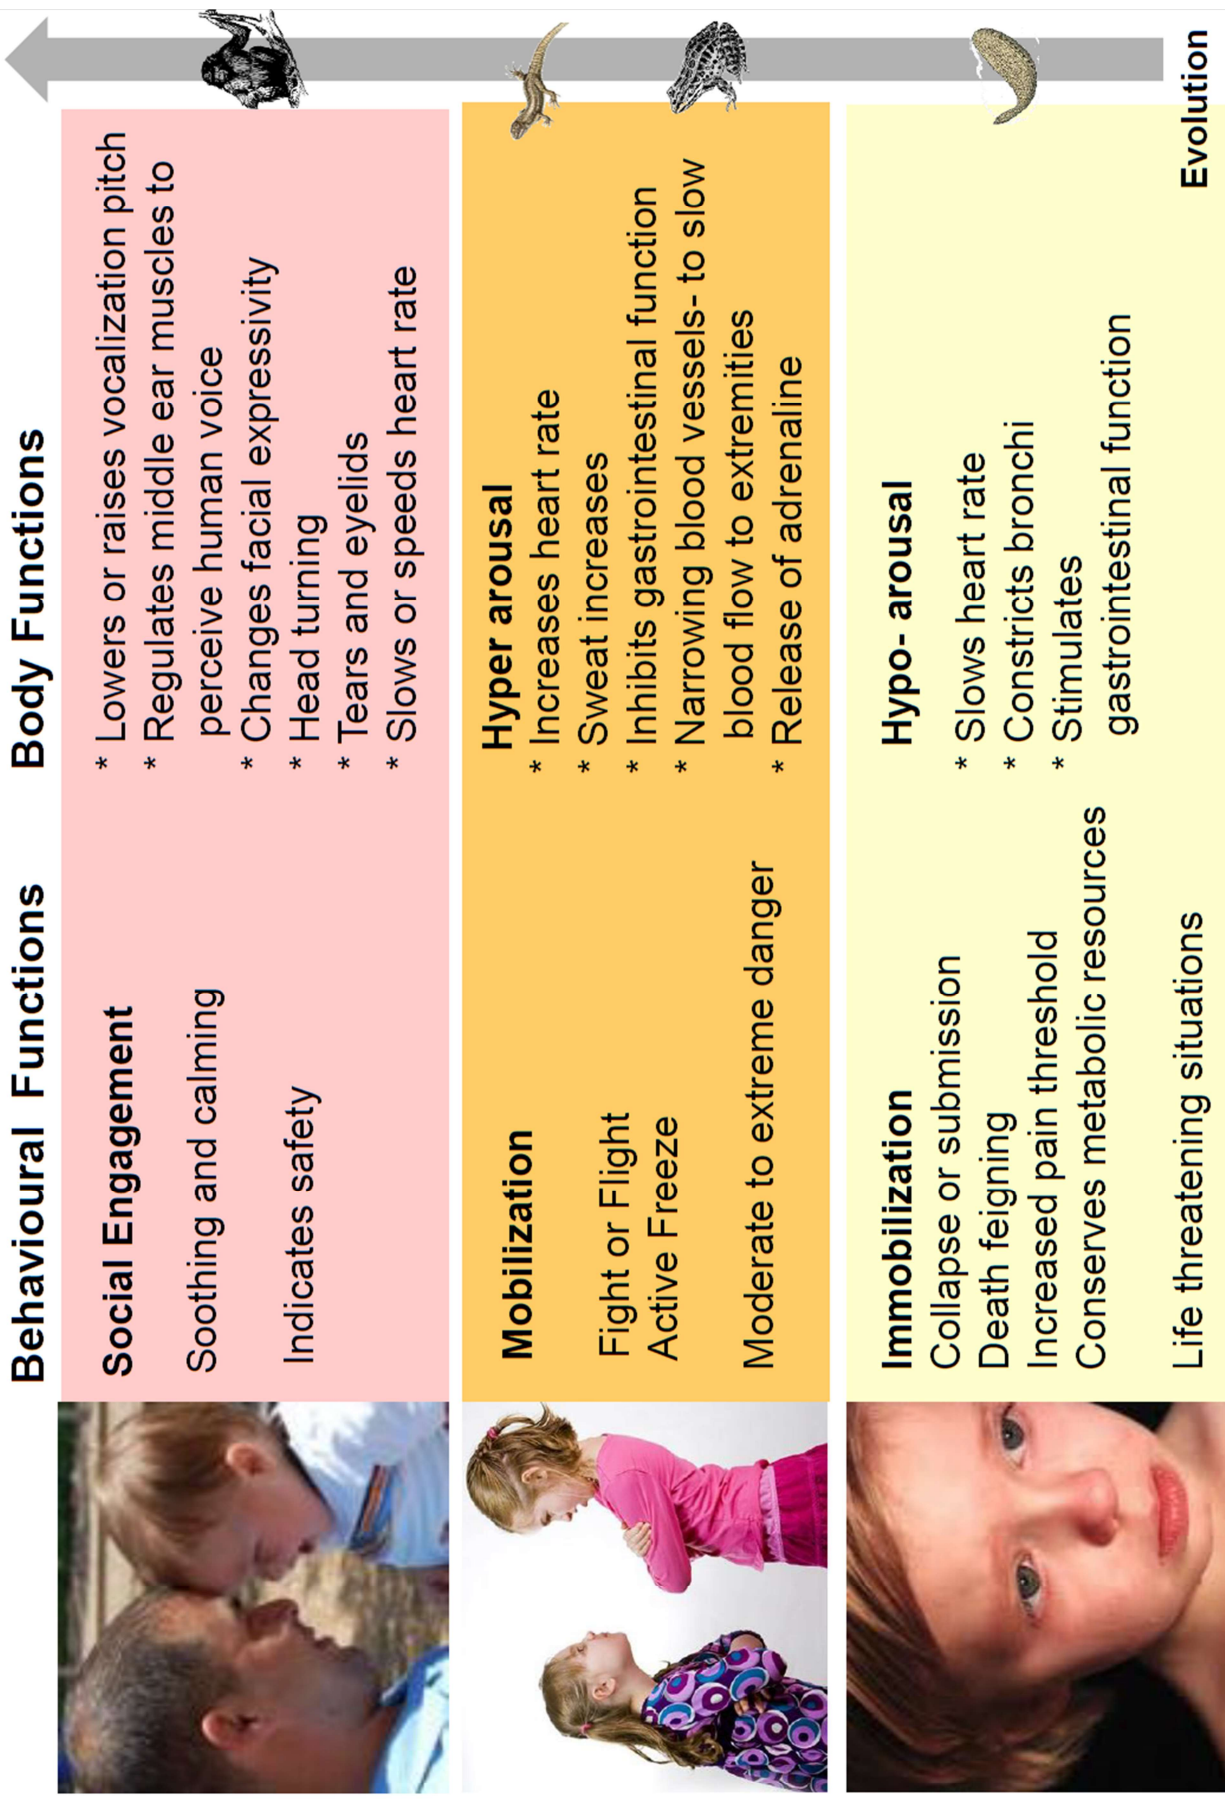 Behavioural Functions
Body Functions
Social Engagement
Soothing and calming
Indicates safety
* Lowers or raises vocalization pitch
* Regulates middle ear muscles to
perceive human voice
* Changes facial expressivity
* Head turning
* Tears and eyelids
* Slows or speeds heart rate
Mobilization
Fight or Flight
Active Freeze
Moderate to extreme danger
Hyper arousal
* Increases heart rate
* Sweat increases
* Inhibits gastrointestinal function
* Narrowing blood vessels- to slow
blood flow to extremities
* Release of adrenaline
Immobilization
Collapse or submission
Death feigning
Increased pain threshold
Conserves metabolic resources
Life threatening situations
Hypo- arousal
* Slows heart rate
* Constricts bronchi
* Stimulates
gastrointestinal function
Evolution